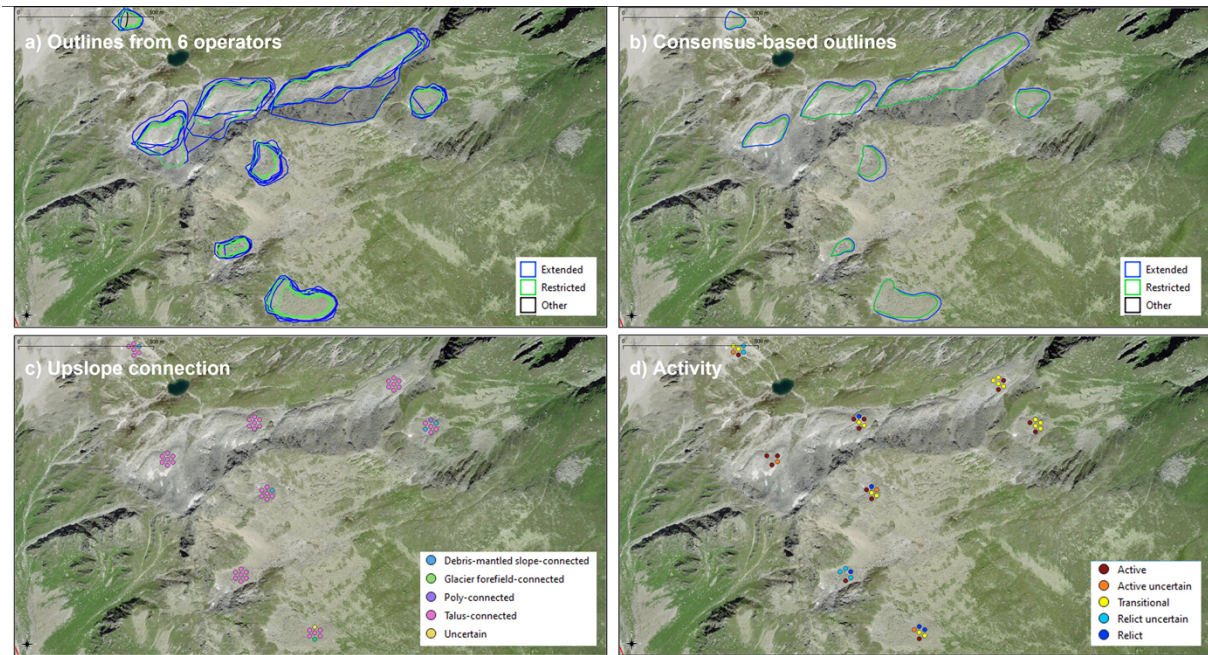 a) Outlines from 6 operators
Extended
Restricted
Other
b) Consensus-based outlines
Extended
Restricted
Other
c) Upslope connection
Debris-mantled slope-connected
Glacier forefield-connected
Poly-connected
Talus-connected
Uncertain
d) Activity
Active
Active uncertain
Transitional
Relict uncertain
Relict